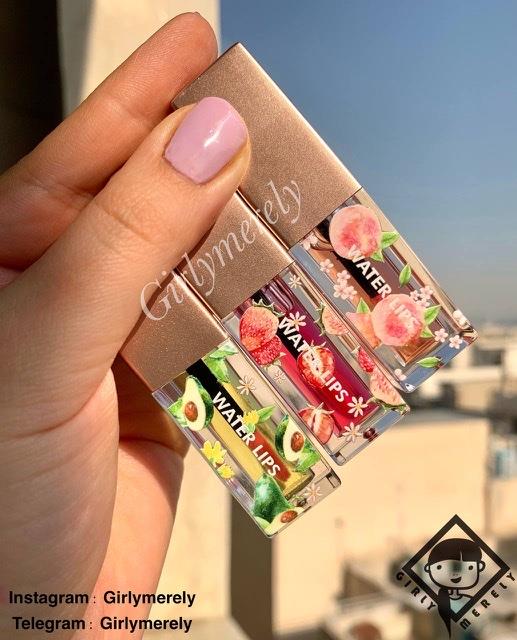 Girlymerely
WATER LIPS
WATER LIPS
WATER LIPS
Instagram : Girlymerely
Telegram : Girlymerely
GIRLY MERELY